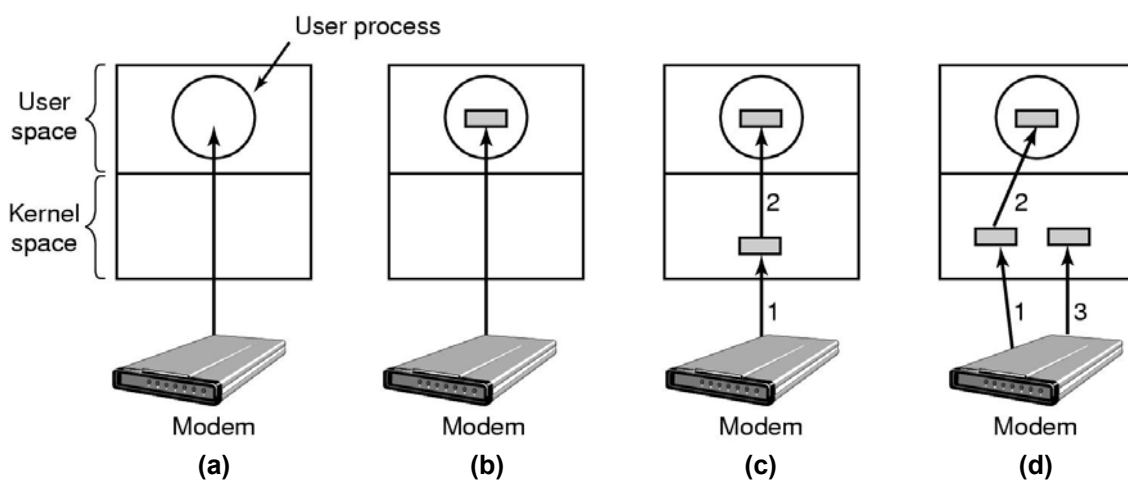 User process
User
space
Kernel
space
2
2
1
1
3
Modem
Modem
Modem
Modem
(a)
(b)
(c)
(d)